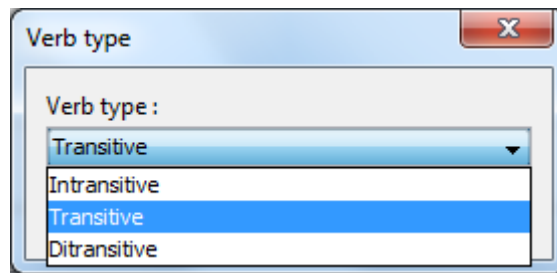 Verb type
Verb type :
Transitive
Intransitive
Transitive
Ditransitive